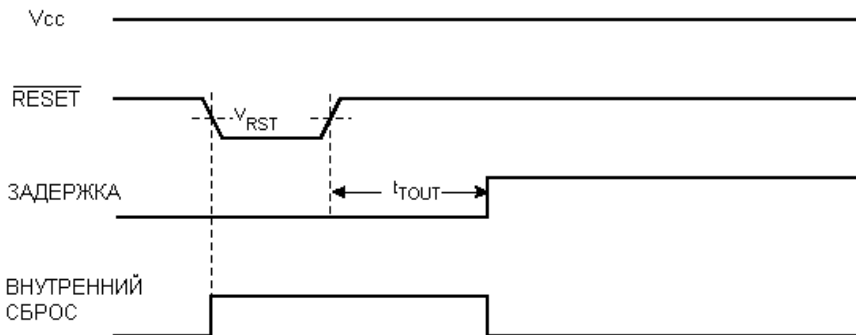 Vcc
RESET
VRST
ЗАДЕРЖКА
tTOUT
ВНУТРЕННИЙ
СБРОС